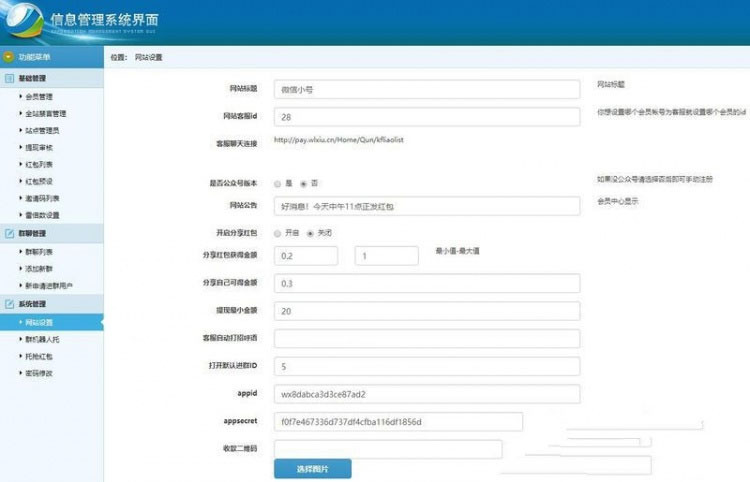 信息管理系统界面
INFORMATION MANAGEMENT SYSTEM GUI
功能菜单
位置： 网站设置
基础管理
会员管理
全站腰客管理
站点管理员
提现审核
红包列表
红包预设
邀请码列表
雷倍数设置
群聊管理
群聊列表
添加新群
新申请进群用户
系统管理
网站设置
群机器人托
托抢红包
密码修改
网站标题 微信小号 网站标题
网站客服id 28 你想设置哪个会员帐号为客服就设置哪个会员的id
客服聊天连接 http://pay.wlxiu.cn/Home/Qun/kfliaolist
是否公众号版本 是 否 如果没公众号请选择否即可手动注册
网站公告 好消息！今天中午11点正发红包 会员中心显示
开启分享红包 开启 关闭
分享红包获得金额 0.2 1 最小值-最大值
分享自己可得金额 0.3
提现最小金额 20
客服自动打招呼语
打开默认进群ID 5
appid wx8dabca3d3ce87ad2
appsecret f0f7e467336d737df4cfba116df1856d
收款二维码
选择图片